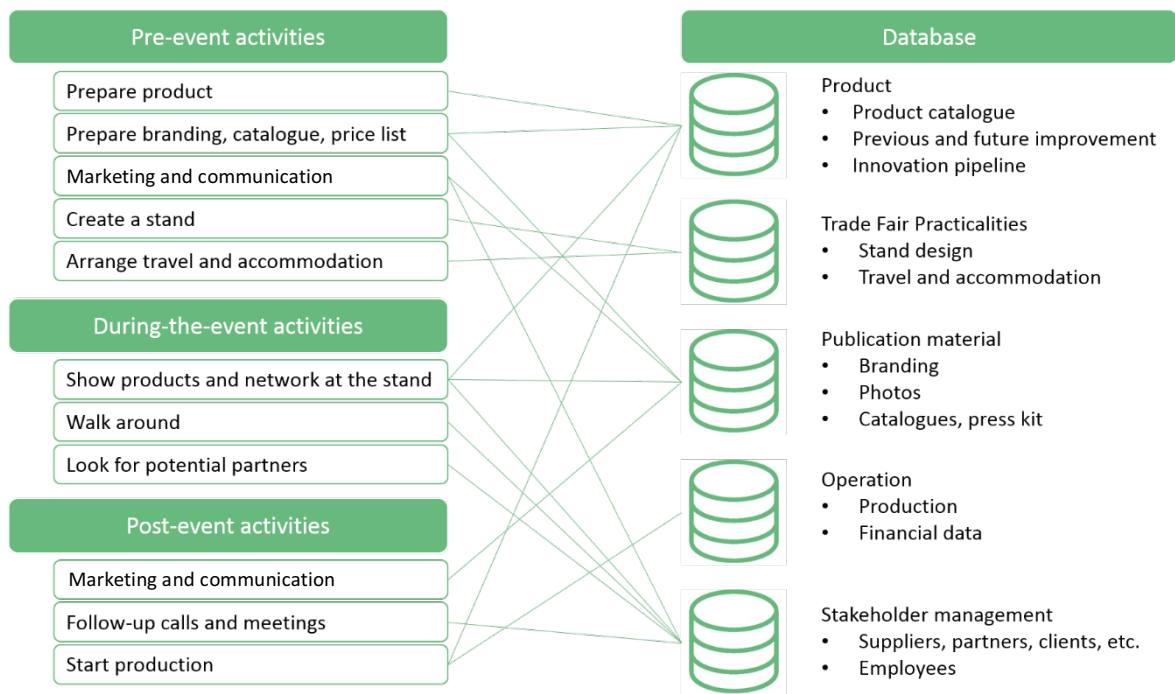 Pre-event activities
Prepare product
Prepare branding, catalogue, price list
Marketing and communication
Create a stand
Arrange travel and accommodation
During-the-event activities
Show products and network at the stand
Walk around
Look for potential partners
Post-event activities
Marketing and communication
Follow-up calls and meetings
Start production
Database
Product
• Product catalogue
• Previous and future improvement
• Innovation pipeline
Trade Fair Practicalities
• Stand design
• Travel and accommodation
Publication material
• Branding
• Photos
• Catalogues, press kit
Operation
• Production
• Financial data
Stakeholder management
• Suppliers, partners, clients, etc.
• Employees